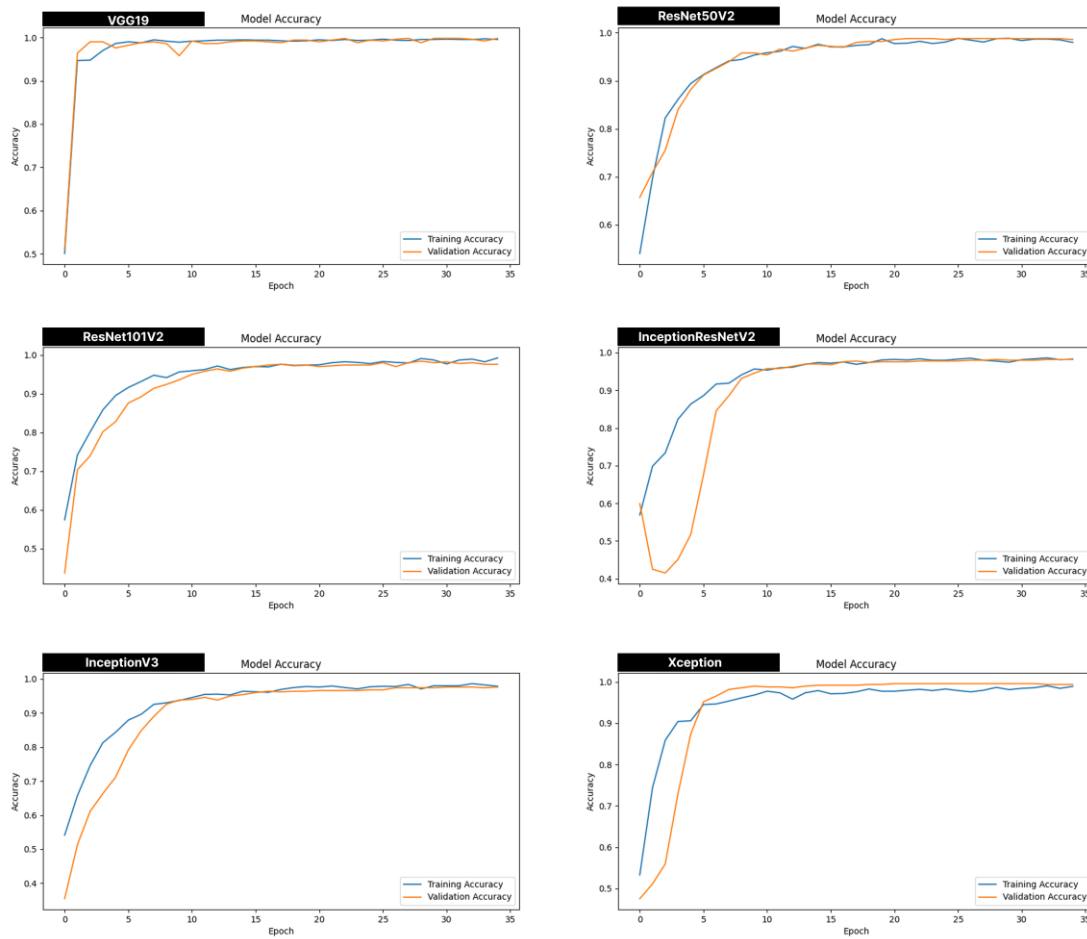 VGG19
Model Accuracy
1.0
0.9
0.8
0.7
0.6
0.5
Accuracy
Training Accuracy
Validation Accuracy
0 5 10 15 20 25 30 35
Epoch
ResNet50V2
Model Accuracy
1.0
0.9
0.8
0.7
0.6
Accuracy
Training Accuracy
Validation Accuracy
0 5 10 15 20 25 30 35
Epoch
ResNet101V2
Model Accuracy
1.0
0.9
0.8
0.7
0.6
0.5
Accuracy
Training Accuracy
Validation Accuracy
0 5 10 15 20 25 30 35
Epoch
InceptionResNetV2
Model Accuracy
1.0
0.9
0.8
0.7
0.6
0.5
0.4
Accuracy
Training Accuracy
Validation Accuracy
0 5 10 15 20 25 30 35
Epoch
InceptionV3
Model Accuracy
1.0
0.9
0.8
0.7
0.6
0.5
0.4
Accuracy
Training Accuracy
Validation Accuracy
0 5 10 15 20 25 30 35
Epoch
Xception
Model Accuracy
1.0
0.9
0.8
0.7
0.6
0.5
Accuracy
Training Accuracy
Validation Accuracy
0 5 10 15 20 25 30 35
Epoch